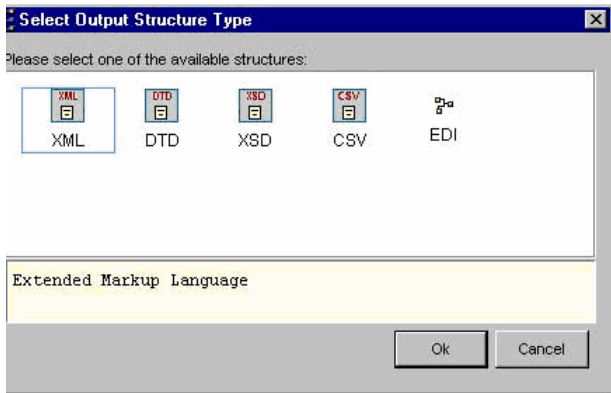 Select Output Structure Type
Please select one of the available structures:
XML DTD XSD CSV
XML DTD XSD CSV EDI
Extended Markup Language
Ok Cancel